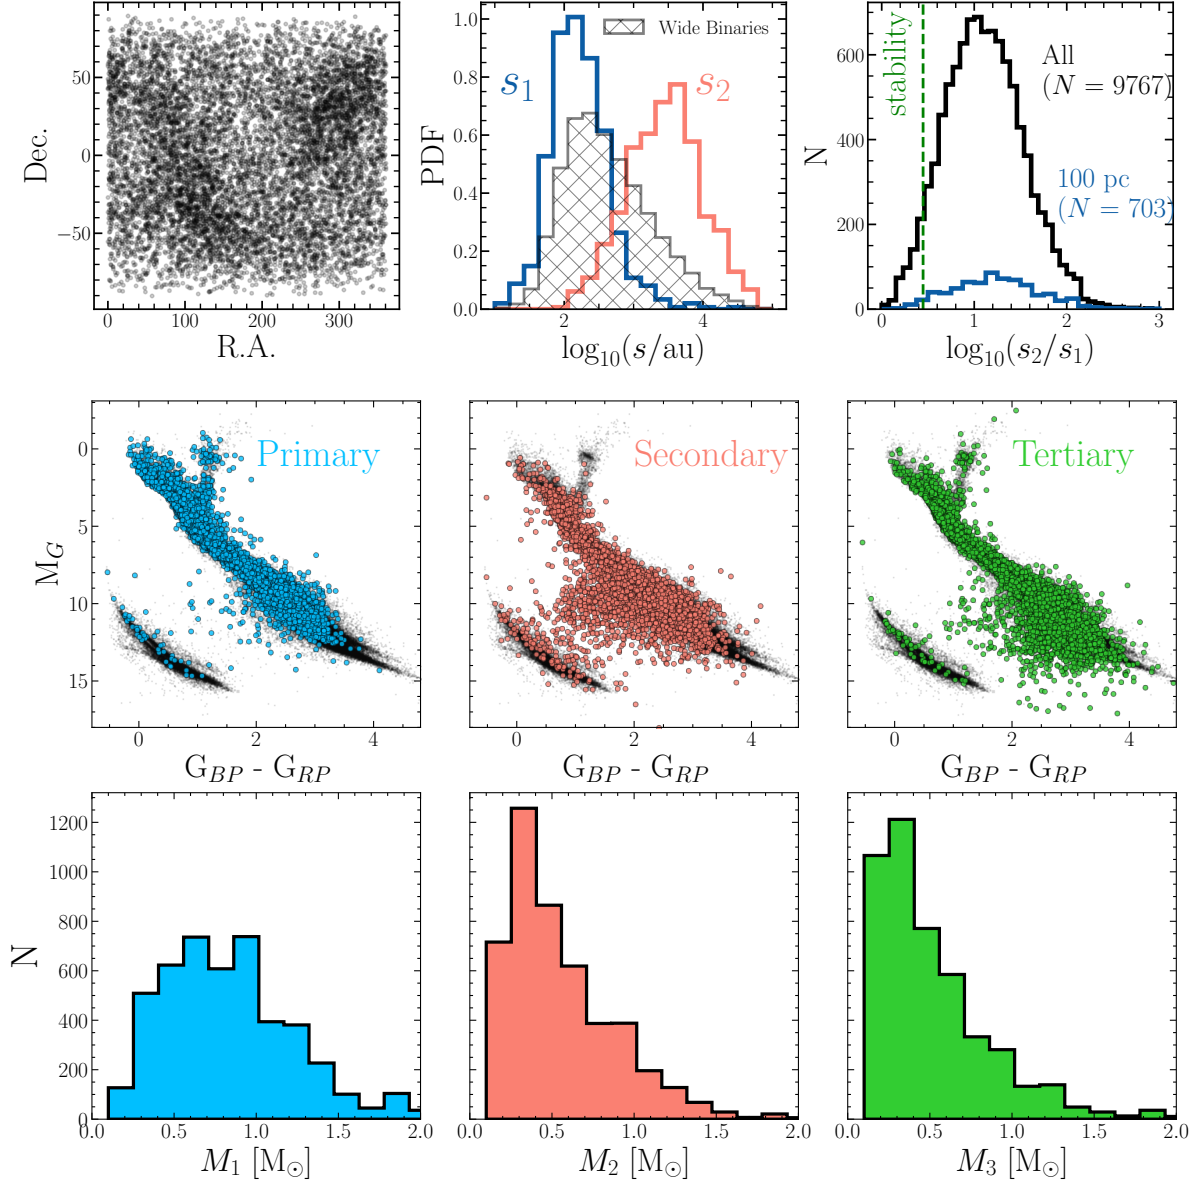 50
0
−50
Dec.
0 100 200 300
R.A.
1.0
0.8
0.6
0.4
0.2
0.0
PDF
Wide Binaries
s1
s2
2 3 4
log10(s/au)
600
400
200
0
N
stability
All
(N = 9767)
100 pc
(N = 703)
0 1 2 3
log10(s2/s1)
0
5
10
15
MG
Primary
0 2 4
GBP - GRP
Secondary
0 2 4
GBP - GRP
Tertiary
0 2 4
GBP - GRP
1200
1000
800
600
400
200
0
N
0.0 0.5 1.0 1.5 2.0
M1 [M⊙]
0.0 0.5 1.0 1.5 2.0
M2 [M⊙]
0.0 0.5 1.0 1.5 2.0
M3 [M⊙]